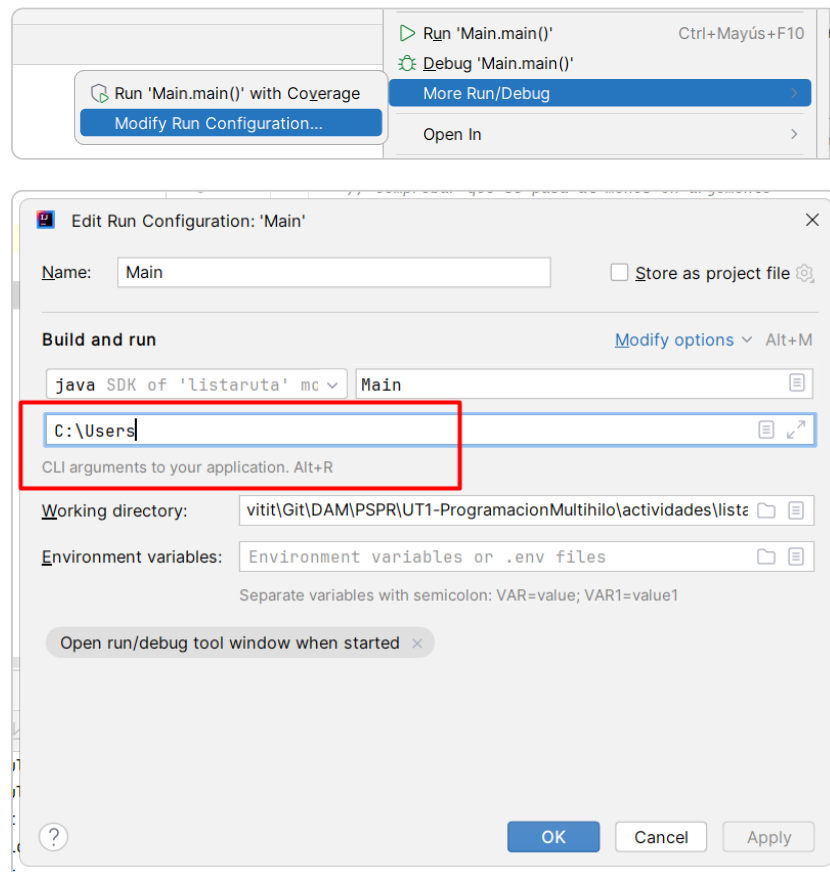 Run 'Main.main()' Ctrl+Mayús+F10
Debug 'Main.main()'
Run 'Main.main()' with Coverage
More Run/Debug
Modify Run Configuration...
Open In
Edit Run Configuration: 'Main'
Name: Main
Store as project file
Build and run
Modify options Alt+M
java SDK of 'listaruta' mo
Main
C:\Users
CLI arguments to your application. Alt+R
Working directory: vitit\Git\DAM\PSPR\UT1-ProgramacionMultihilo\actividades\lista
Environment variables: Environment variables or .env files
Separate variables with semicolon: VAR=value; VAR1=value1
Open run/debug tool window when started
? OK Cancel Apply